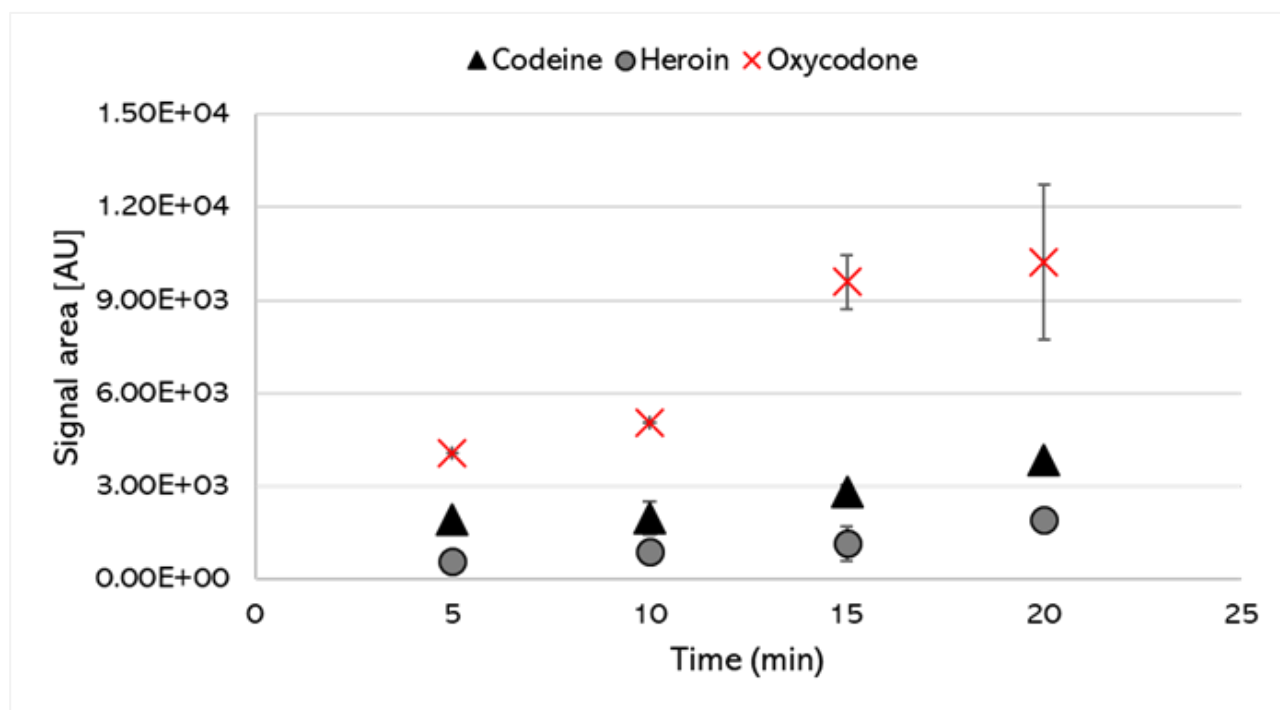 Codeine Heroin Oxycodone
1.50E+04
1.20E+04
9.00E+03
6.00E+03
3.00E+03
0.00E+00
Signal area [AU]
0 5 10 15 20 25
Time (min)